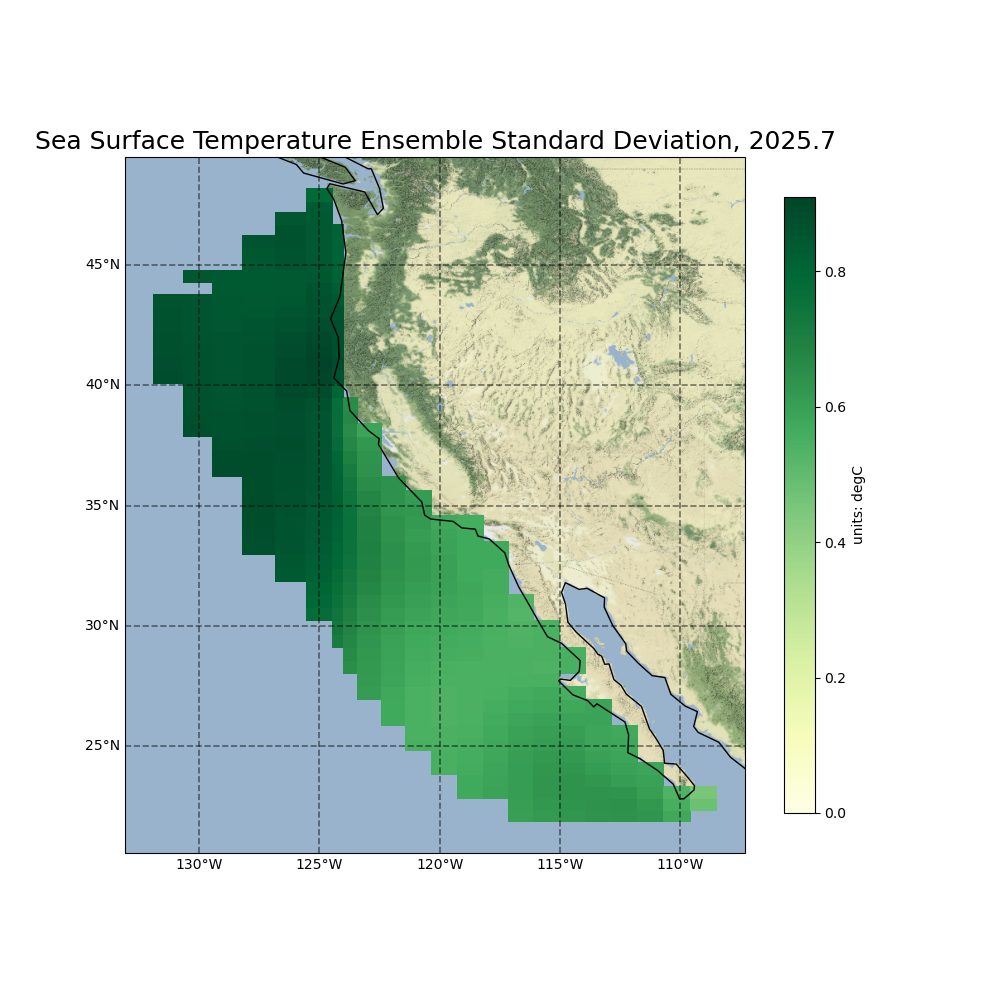 Sea Surface Temperature Ensemble Standard Deviation, 2025.7
45°N
40°N
35°N
30°N
25°N
130°W
125°W
120°W
115°W
110°W
0.8
0.6
0.4
0.2
0.0
units: degC